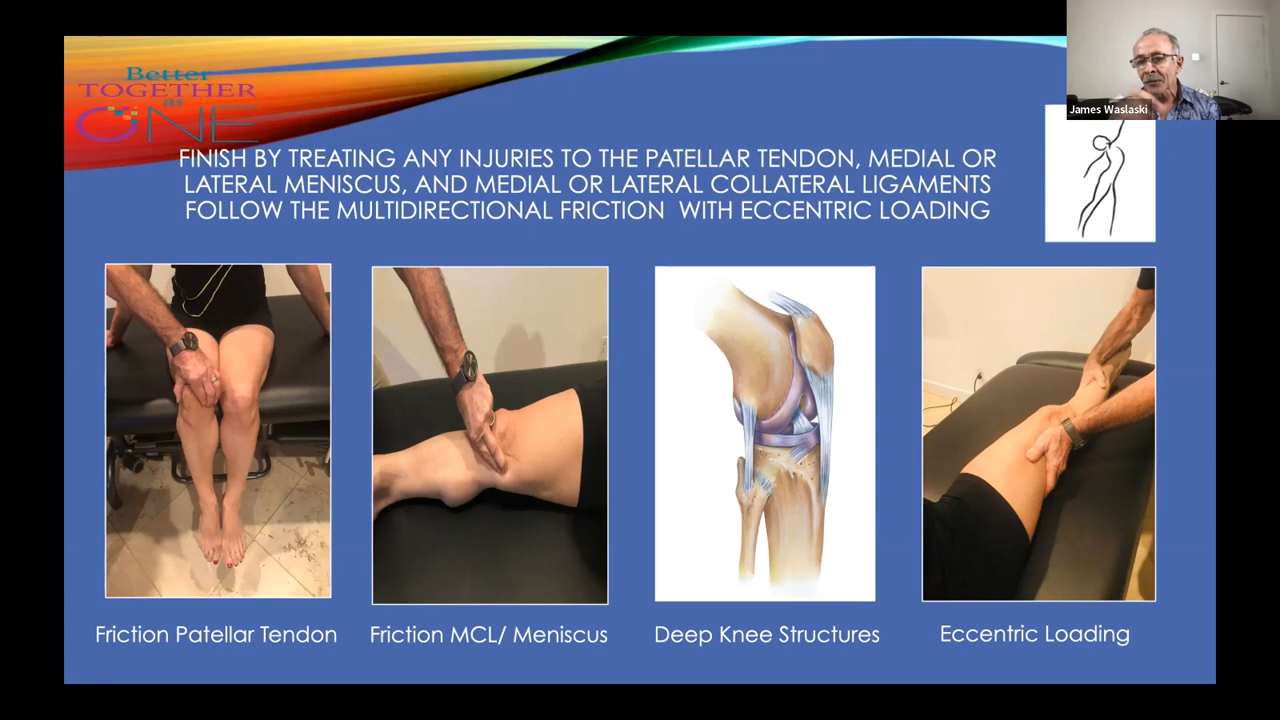 Better
TOGETHER
as
ONE
James Waslaski
FINISH BY TREATING ANY INJURIES TO THE PATELLAR TENDON, MEDIAL OR
LATERAL MENISCUS, AND MEDIAL OR LATERAL COLLATERAL LIGAMENTS
FOLLOW THE MULTIDIRECTIONAL FRICTION WITH ECCENTRIC LOADING
Friction Patellar Tendon
Friction MCL/ Meniscus
Deep Knee Structures
Eccentric Loading